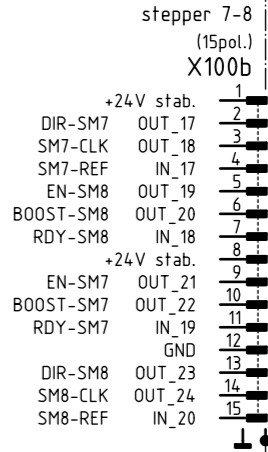 stepper 7-8
(15pol.)
X100b
+24V stab. 1
DIR-SM7 OUT_17 2
SM7-CLK OUT_18 3
SM7-REF IN_17 4
EN-SM8 OUT_19 5
BOOST-SM8 OUT_20 6
RDY-SM8 IN_18 7
+24V stab. 8
EN-SM7 OUT_21 9
BOOST-SM7 OUT_22 10
RDY-SM7 IN_19 11
GND 12
DIR-SM8 OUT_23 13
SM8-CLK OUT_24 14
SM8-REF IN_20 15